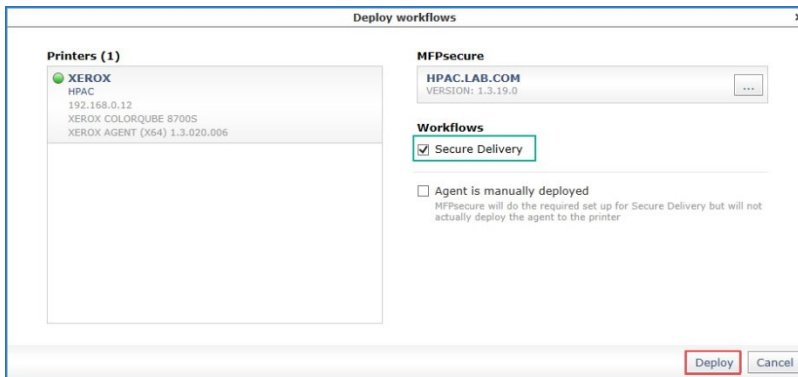 Deploy workflows
Printers (1)
XEROX
HPAC
192.168.0.12
XEROX COLORQUBE 8700S
XEROX AGENT (X64) 1.3.020.006
MFPsecure
HPAC.LAB.COM
VERSION: 1.3.19.0
...
Workflows
Secure Delivery
Agent is manually deployed
MFPsecure will do the required set up for Secure Delivery but will not
actually deploy the agent to the printer
Deploy
Cancel